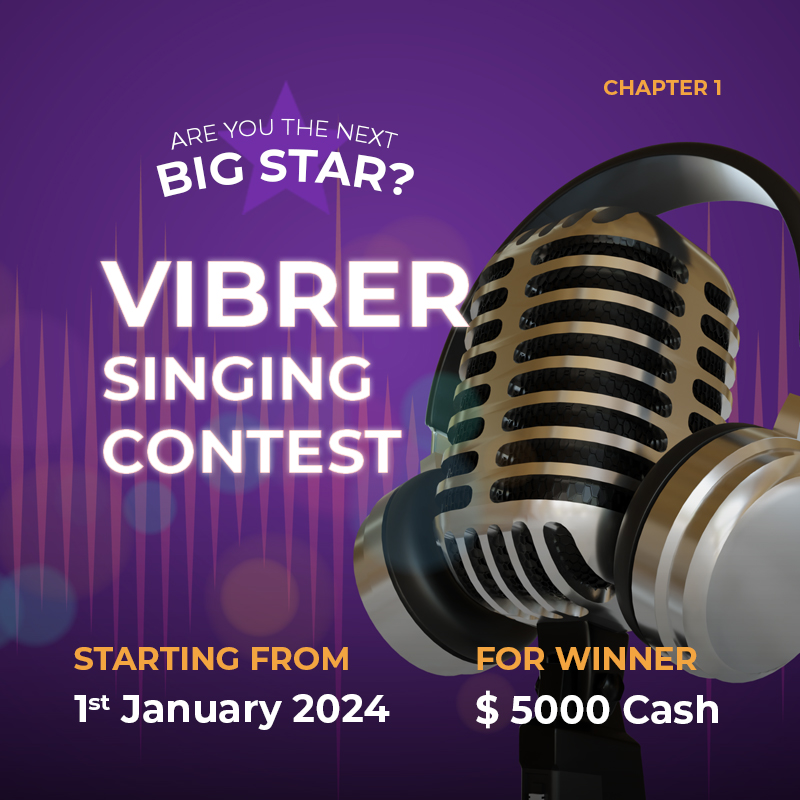 CHAPTER 1
ARE YOU THE NEXT
BIG STAR?
VIBRER
SINGING
CONTEST
STARTING FROM
1st January 2024
FOR WINNER
$ 5000 Cash